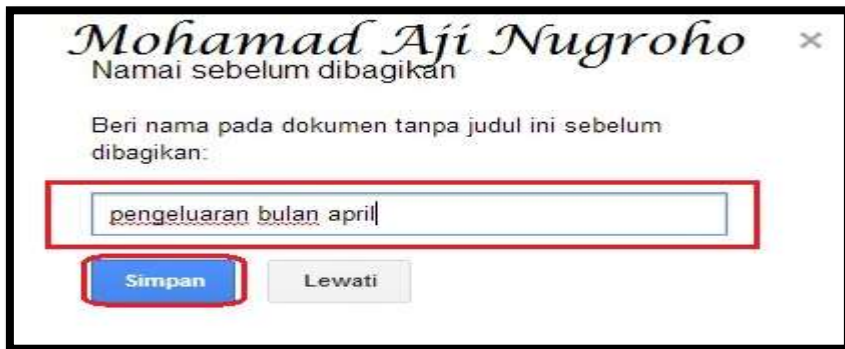 Mohamad Aji Nugroho
×
Namai sebelum dibagikan
Beri nama pada dokumen tanpa judul ini sebelum
dibagikan:
pengeluaran bulan april
Simpan Lewati